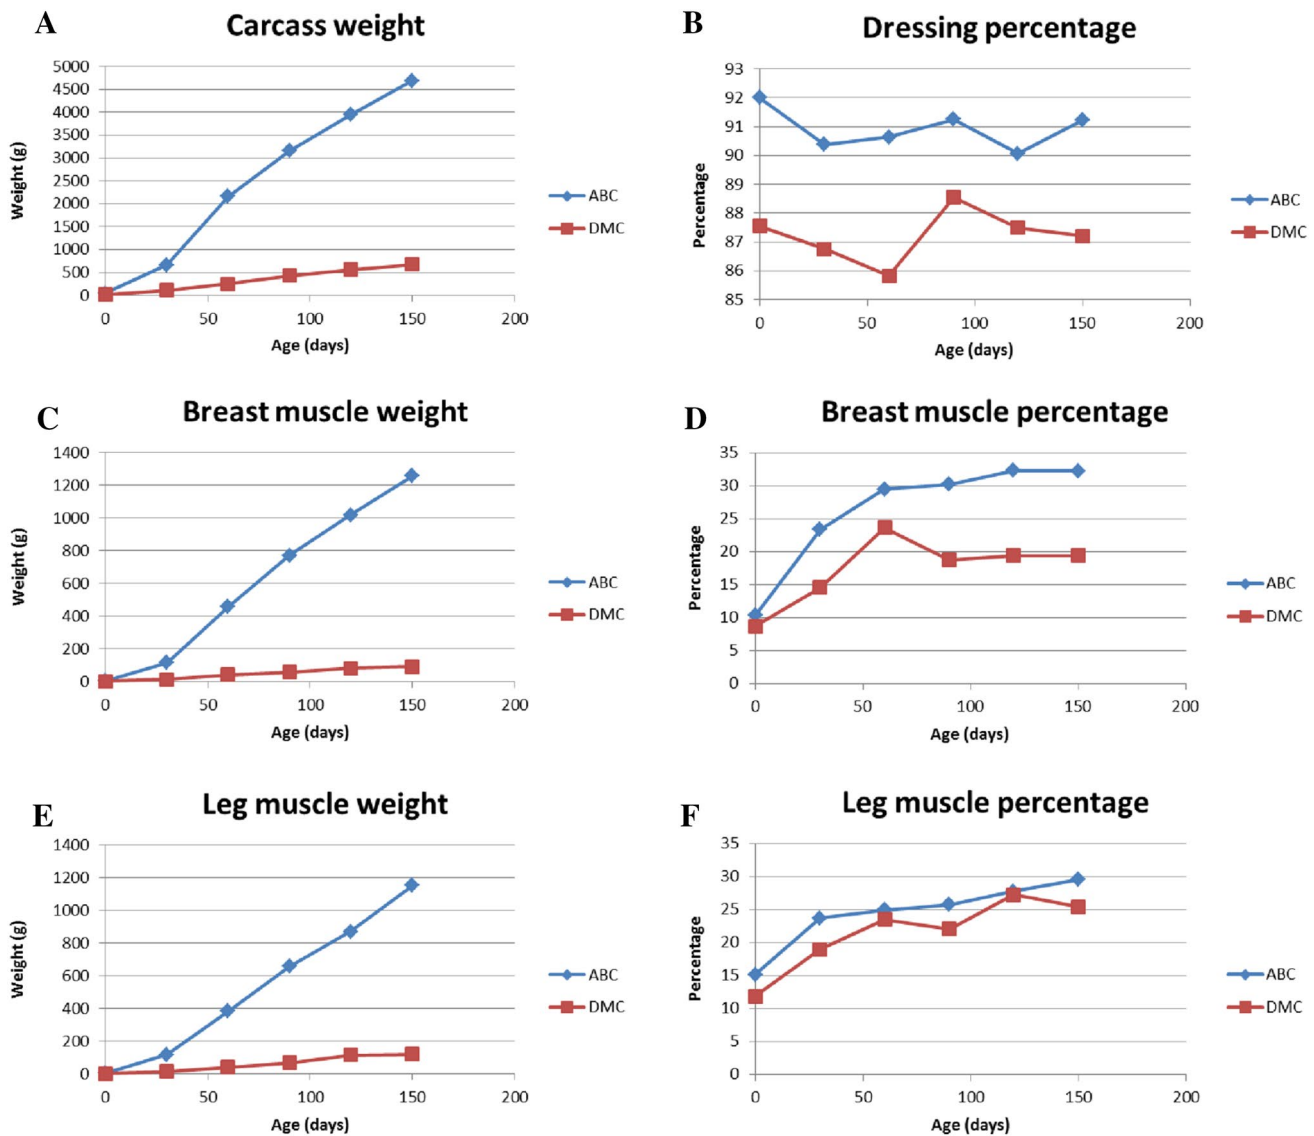 A
Carcass weight
5000
4500
4000
3500
3000
2500
2000
1500
1000
500
0
Weight (g)
0 50 100 150 200
Age (days)
ABC
DMC
B
Dressing percentage
93
92
91
90
89
88
87
86
85
Percentage
0 50 100 150 200
Age (days)
ABC
DMC
C
Breast muscle weight
1400
1200
1000
800
600
400
200
0
Weight (g)
0 50 100 150 200
Age (days)
ABC
DMC
D
Breast muscle percentage
35
30
25
20
15
10
5
0
Percentage
0 50 100 150 200
Age (days)
ABC
DMC
E
Leg muscle weight
1400
1200
1000
800
600
400
200
0
Weight (g)
0 50 100 150 200
Age (days)
ABC
DMC
F
Leg muscle percentage
35
30
25
20
15
10
5
0
Percentage
0 50 100 150 200
Age (days)
ABC
DMC